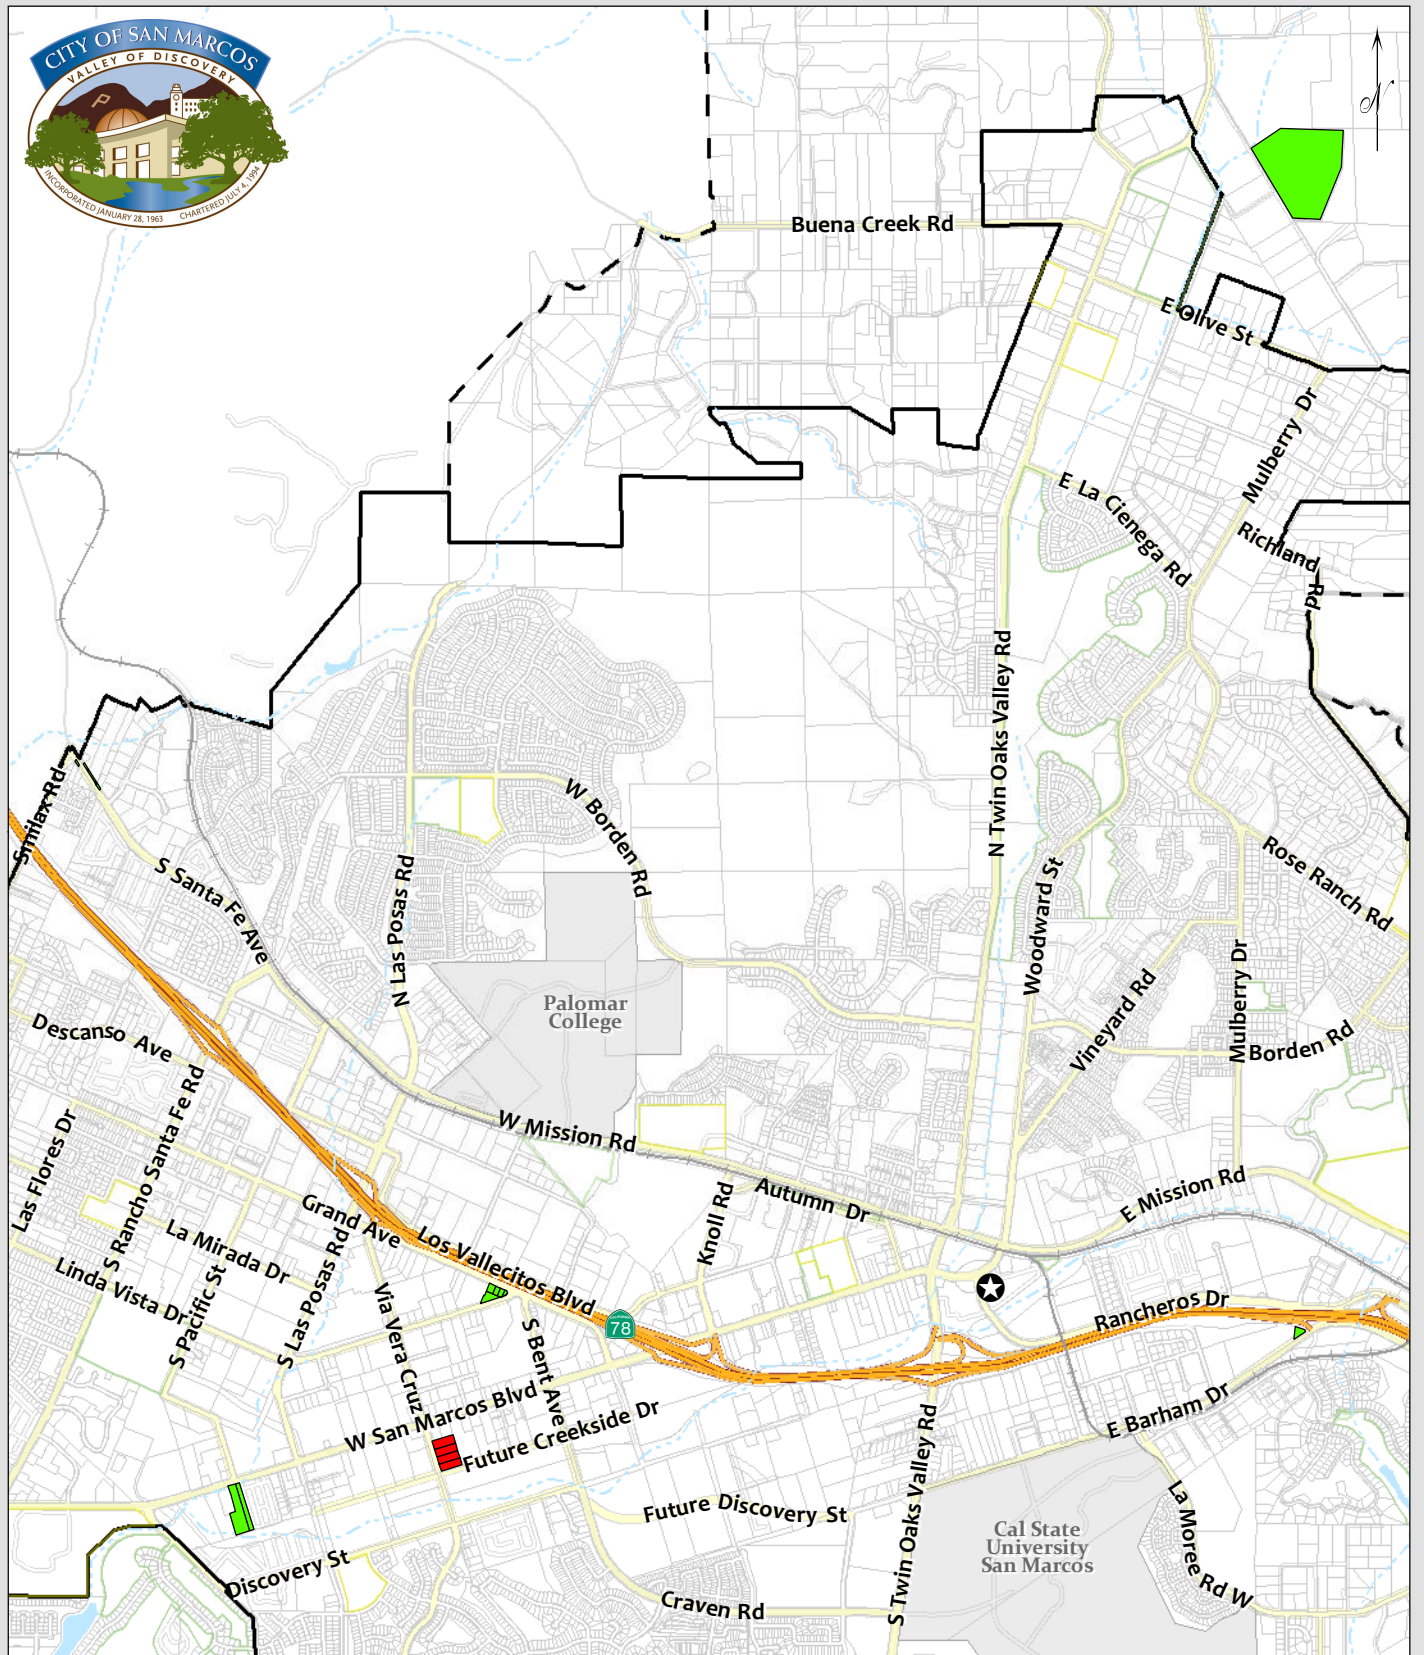 CITY OF SAN MARCOS
VALLEY OF DISCOVERY
P
INCORPORATED JANUARY 28, 1963
CHARTERED JULY 4, 1994
N
Buena Creek Rd
E Olive St
Mulberry Dr
E La Cienega Rd
Richland Rd
N Twin Oaks Valley Rd
Smilax Rd
W Borden Rd
S Santa Fe Ave
N Las Posas Rd
Woodward St
Rose Ranch Rd
Palomar
College
Vineyard Rd
Mulberry Dr
Borden Rd
Descanso Ave
Las Flores Dr
S Rancho Santa Fe Rd
W Mission Rd
Autumn Dr
Knoll Rd
E Mission Rd
Grand Ave
La Mirada Dr
Los Vallecitos Blvd
Linda Vista Dr
S Pacific St
S Las Posas Rd
Via Vera Cruz
S Bent Ave
CALIFORNIA
78
Rancheros Dr
W San Marcos Blvd
Future Creekside Dr
E Barham Dr
S Twin Oaks Valley Rd
Future Discovery St
La Moree Rd W
Cal State
University
San Marcos
Discovery St
Craven Rd